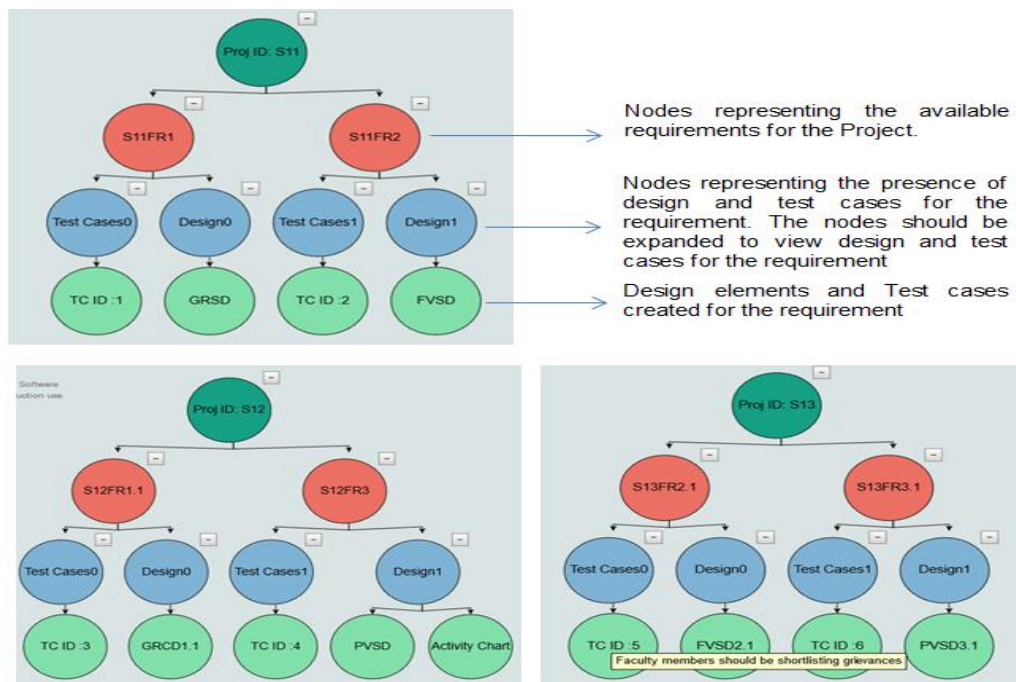 Proj ID: S11
S11FR1
S11FR2
Test Cases0
Design0
Test Cases1
Design1
TC ID :1
GRSD
TC ID :2
FVSD
Nodes representing the available
requirements for the Project.
Nodes representing the presence of
design and test cases for the
requirement. The nodes should be
expanded to view design and test
cases for the requirement
Design elements and Test cases
created for the requirement
Software
uction use.
Proj ID: S12
S12FR1.1
S12FR3
Test Cases0
Design0
Test Cases1
Design1
TC ID :3
GRCD1.1
TC ID :4
PVSD
Activity Chart
Proj ID: S13
S13FR2.1
S13FR3.1
Test Cases0
Design0
Test Cases1
Design1
TC ID :5
FVSD2.1
TC ID :6
PVSD3.1
Faculty members should be shortlisting grievances